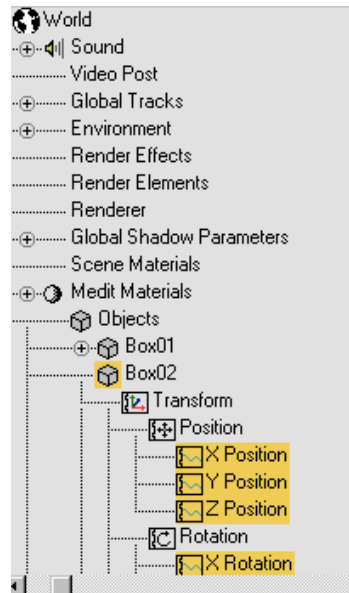 World
Sound
Video Post
Global Tracks
Environment
Render Effects
Render Elements
Renderer
Global Shadow Parameters
Scene Materials
Medit Materials
Objects
Box01
Box02
Transform
Position
X Position
Y Position
Z Position
Rotation
X Rotation